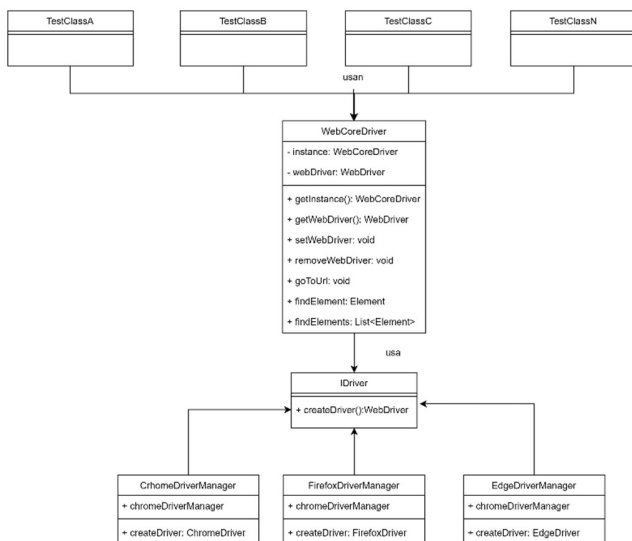 TestClassA
TestClassB
TestClassC
TestClassN
usan
WebCoreDriver
- instance: WebCoreDriver
- webDriver: WebDriver
+ getInstance(): WebCoreDriver
+ getWebDriver(): WebDriver
+ setWebDriver: void
+ removeWebDriver: void
+ goToUrl: void
+ findElement: Element
+ findElements: List<Element>
usa
IDriver
+ createDriver():WebDriver
CrhomeDriverManager
+ chromeDriverManager
+ createDriver: ChromeDriver
FirefoxDriverManager
+ chromeDriverManager
+ createDriver: FirefoxDriver
EdgeDriverManager
+ chromeDriverManager
+ createDriver: EdgeDriver